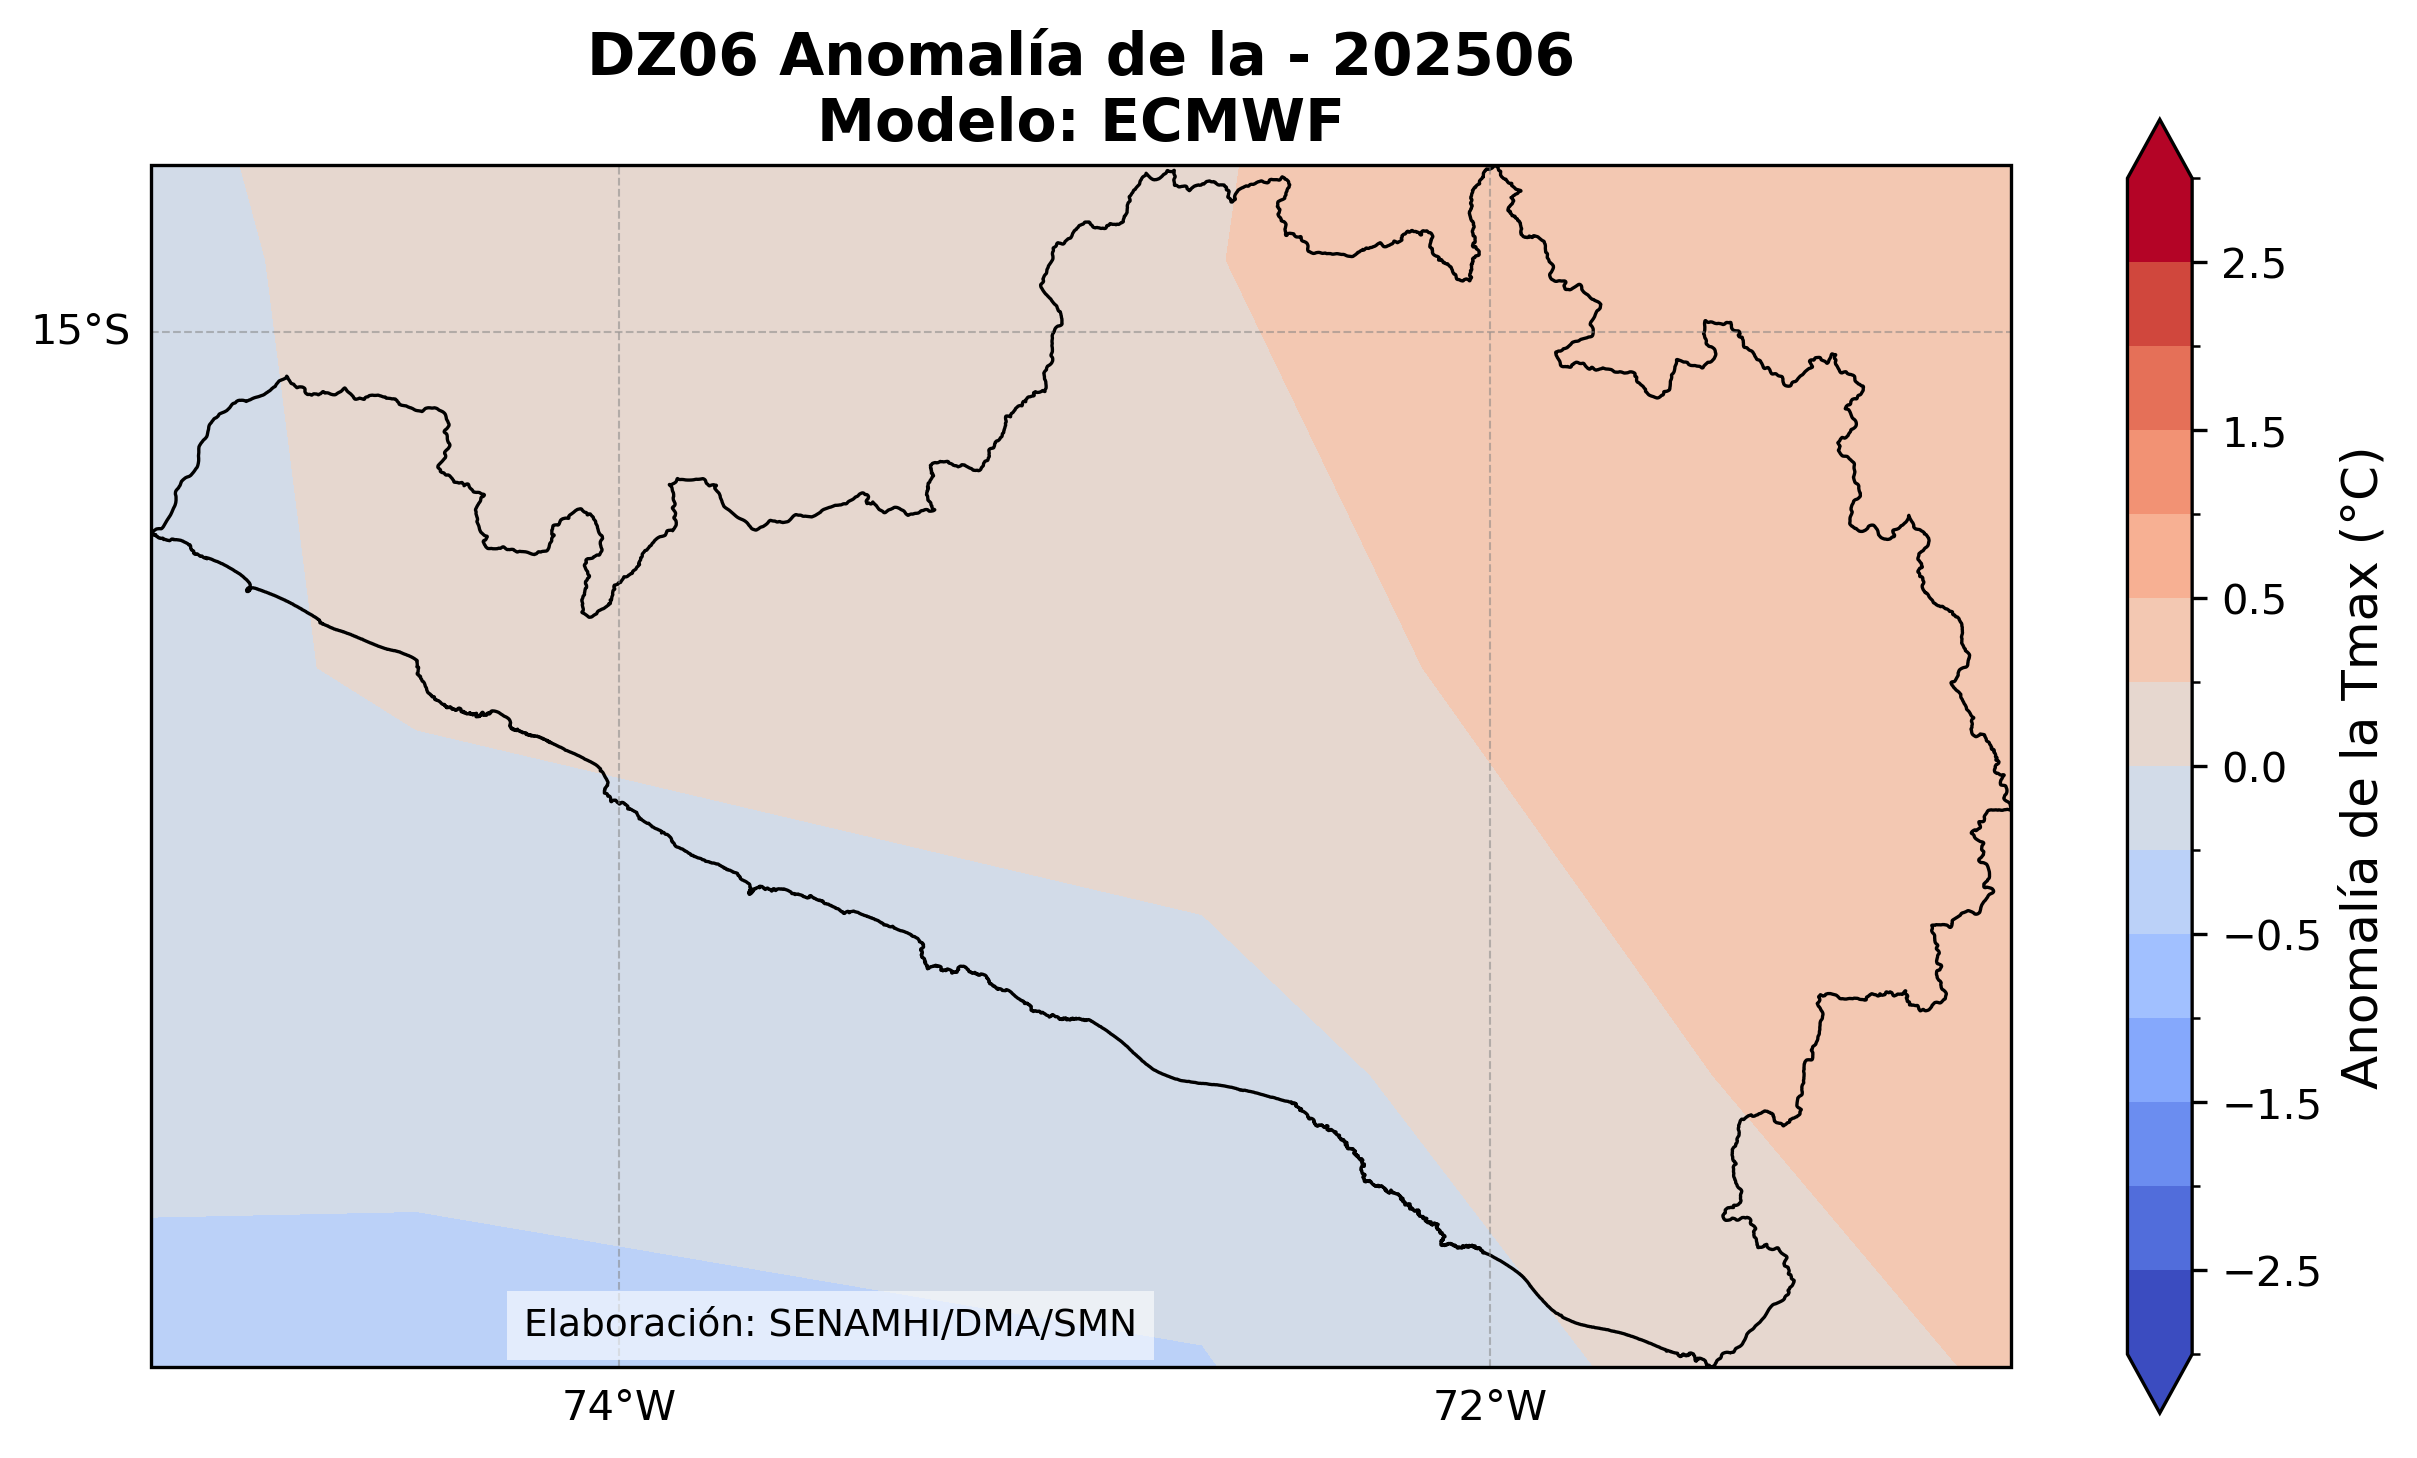 DZ06 Anomalía de la - 202506
Modelo: ECMWF
15°S
74°W
72°W
Elaboración: SENAMHI/DMA/SMN
2.5
1.5
0.5
0.0
−0.5
−1.5
−2.5
Anomalía de la Tmax (°C)